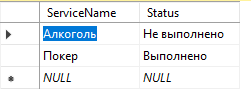 ServiceName Status
Алкоголь Не выполнено
Покер Выполнено
NULL NULL